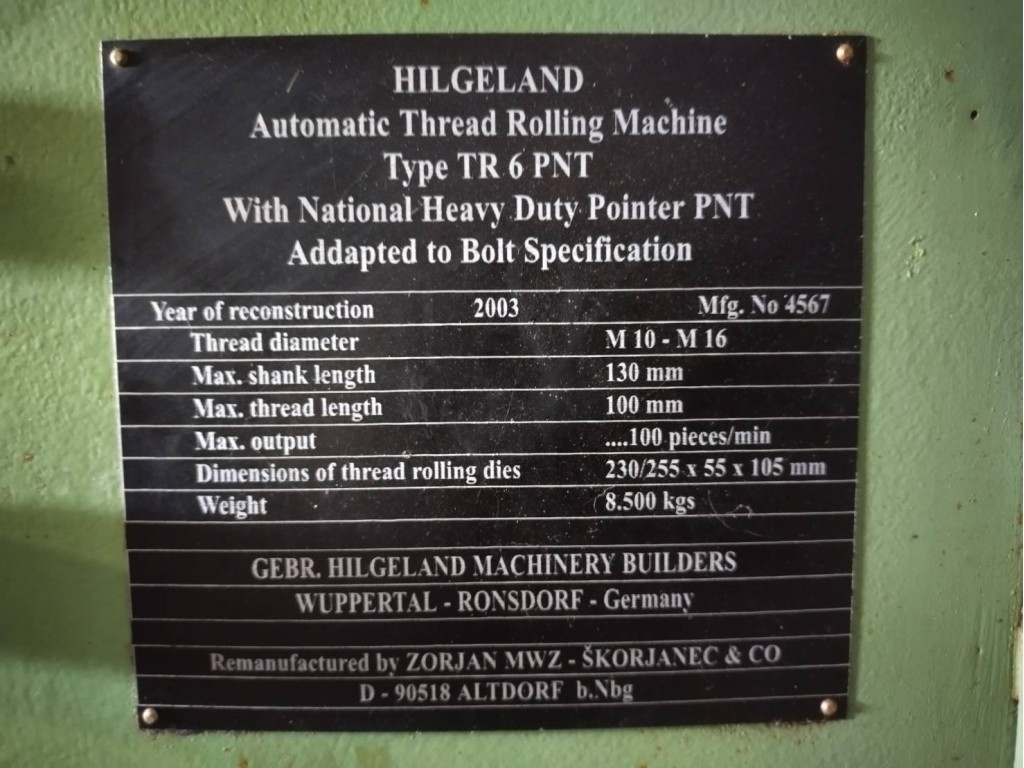 HILGELAND
Automatic Thread Rolling Machine
Type TR 6 PNT
With National Heavy Duty Pointer PNT
Addapted to Bolt Specification
Year of reconstruction 2003 Mfg. No 4567
Thread diameter M 10 - M 16
Max. shank length 130 mm
Max. thread length 100 mm
Max. output ....100 pieces/min
Dimensions of thread rolling dies 230/255 x 55 x 105 mm
Weight 8.500 kgs
GEBR. HILGELAND MACHINERY BUILDERS
WUPPERTAL - RONSDORF - Germany
Remanufactured by ZORJAN MWZ - ŠKORJANEC & CO
D - 90518 ALTDORF b.Nbg